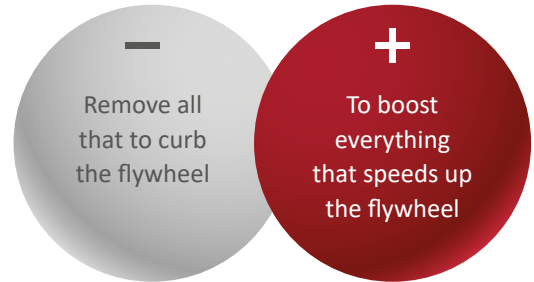 −
Remove all
that to curb
the flywheel
+
To boost
everything
that speeds up
the flywheel